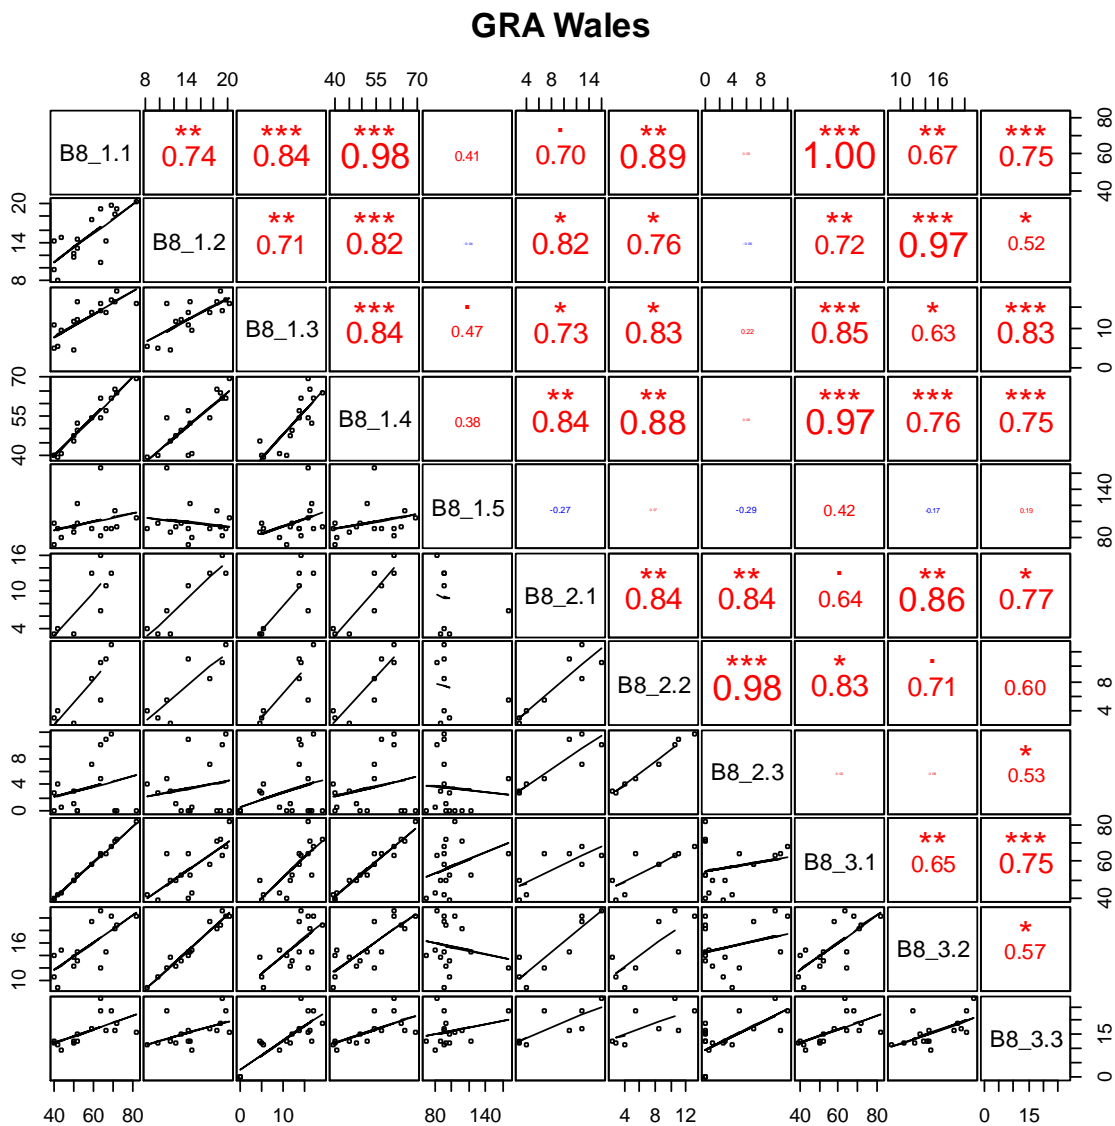 GRA Wales
8 14 20 40 55 70 4 8 14 0 4 8 10 16
B8_1.1 ** 0.74 *** 0.84 *** 0.98 0.41 . 0.70 ** 0.89 *** 1.00 ** 0.67 *** 0.75 40 60 80
8 14 20 B8_1.2 ** 0.71 *** 0.82 * 0.82 * 0.76 ** 0.72 *** 0.97 * 0.52
B8_1.3 *** 0.84 . 0.47 * 0.73 * 0.83 0.22 *** 0.85 * 0.63 *** 0.83 0 10
40 55 70 B8_1.4 0.38 ** 0.84 ** 0.88 *** 0.97 *** 0.76 *** 0.75
B8_1.5 -0.27 -0.29 0.42 -0.17 0.19 80 140
4 10 16 B8_2.1 ** 0.84 ** 0.84 . 0.64 ** 0.86 * 0.77
B8_2.2 *** 0.98 * 0.83 . 0.71 0.60 4 8
0 4 8 B8_2.3 * 0.53
B8_3.1 ** 0.65 *** 0.75 40 60 80
10 16 B8_3.2 * 0.57
B8_3.3 0 15
40 60 80 0 10 80 140 4 8 12 40 60 80 0 15